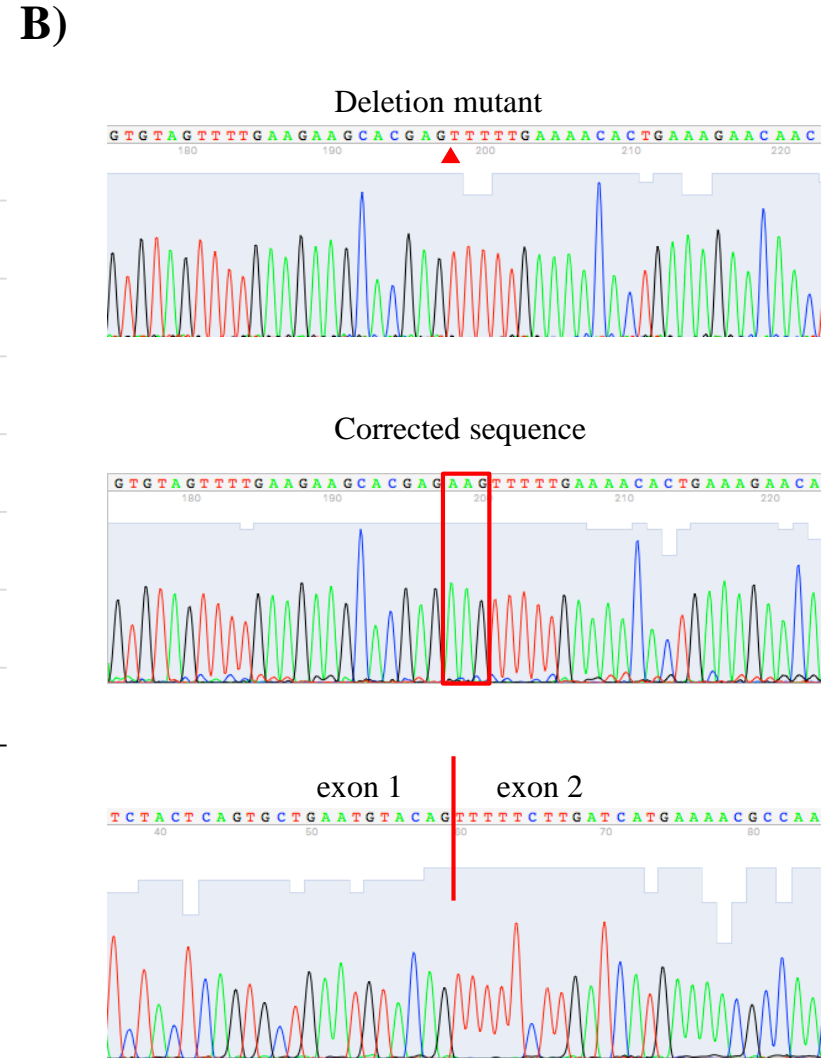 B)
Deletion mutant
GTGTAGTTTTGAAGAAGCACGAGTTTTTGAAAACACTGAAAGAACAAC
180 190 200 210 220
Corrected sequence
GTGTAGTTTTGAAGAAGCACGAGAAGTTTTTGAAAACACTGAAAGAACA
180 190 200 210 220
exon 1 exon 2
TCTACTCAGTGCTGAATGTACAGTTTTTCTTGATCATGAAAACGCCAA
40 50 60 70 80